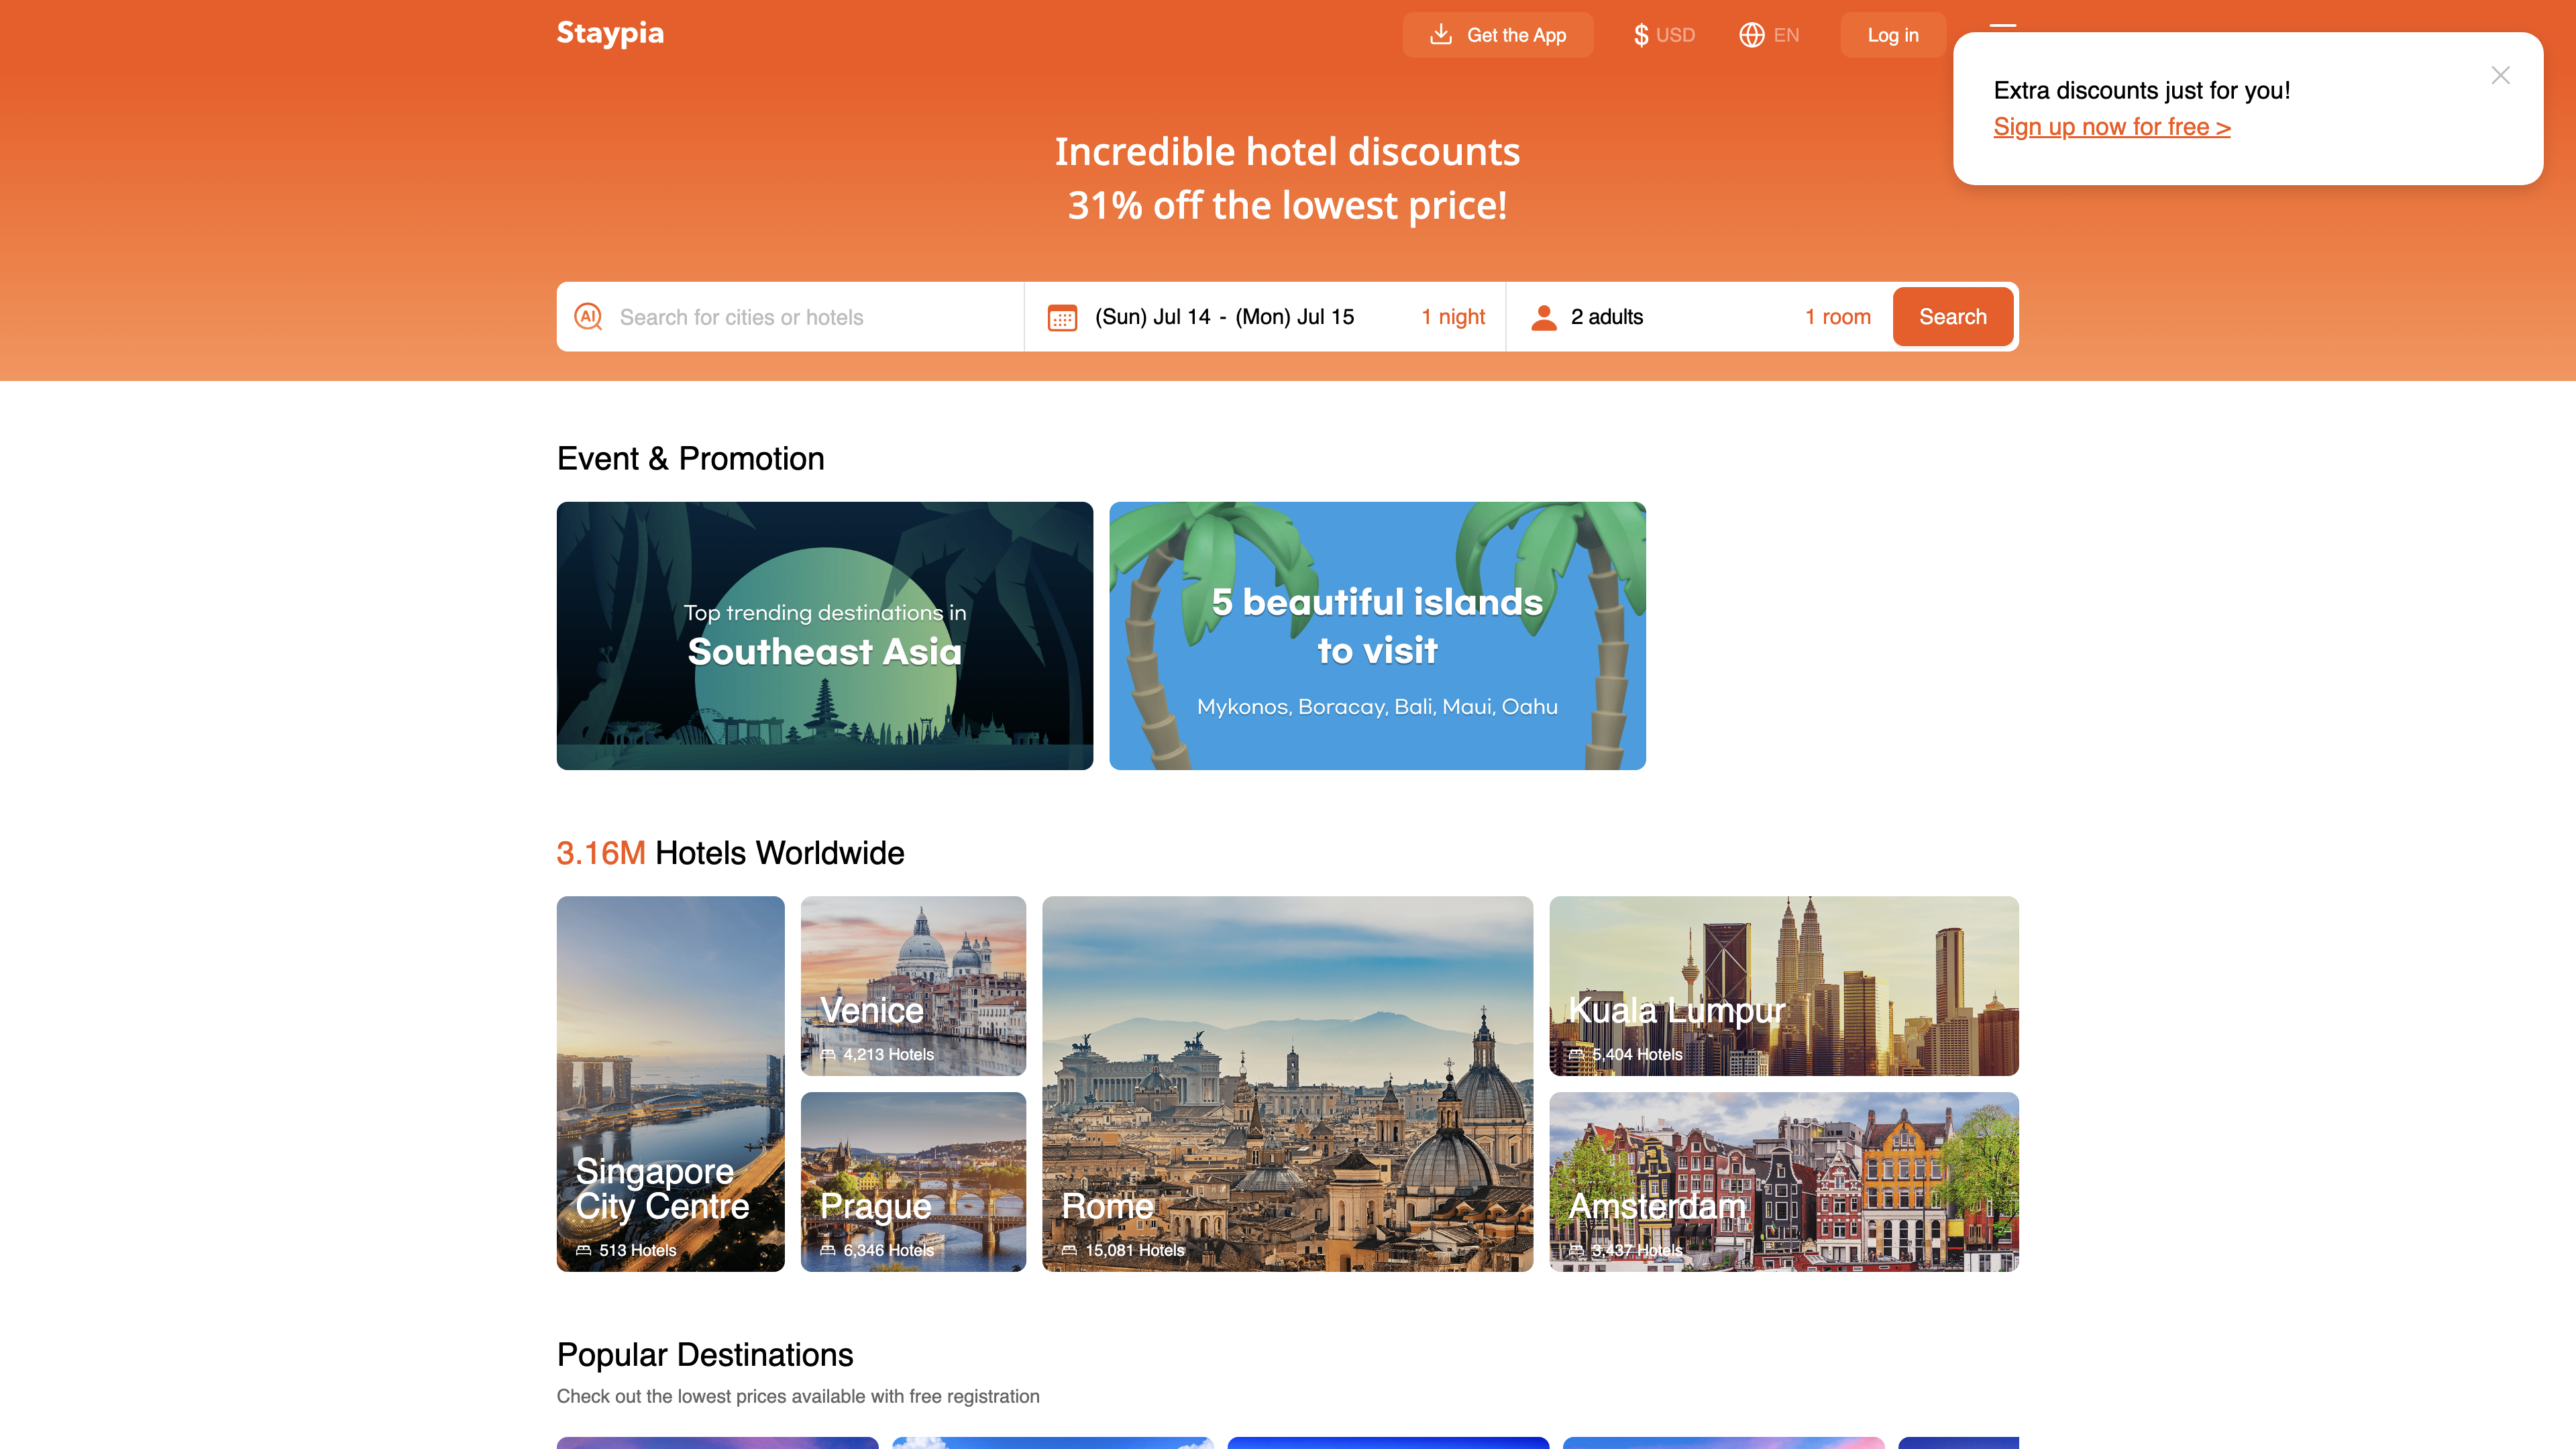 Staypia
Get the App
$ USD
EN
Log in
Extra discounts just for you!
Sign up now for free >
Incredible hotel discounts
31% off the lowest price!
AI
Search for cities or hotels
(Sun) Jul 14 - (Mon) Jul 15
1 night
2 adults
1 room
Search
Event & Promotion
Top trending destinations in
Southeast Asia
5 beautiful islands
to visit
Mykonos, Boracay, Bali, Maui, Oahu
3.16M Hotels Worldwide
Singapore
City Centre
513 Hotels
Venice
4,213 Hotels
Prague
6,346 Hotels
Rome
15,081 Hotels
Kuala Lumpur
5,404 Hotels
Amsterdam
3,437 Hotels
Popular Destinations
Check out the lowest prices available with free registration